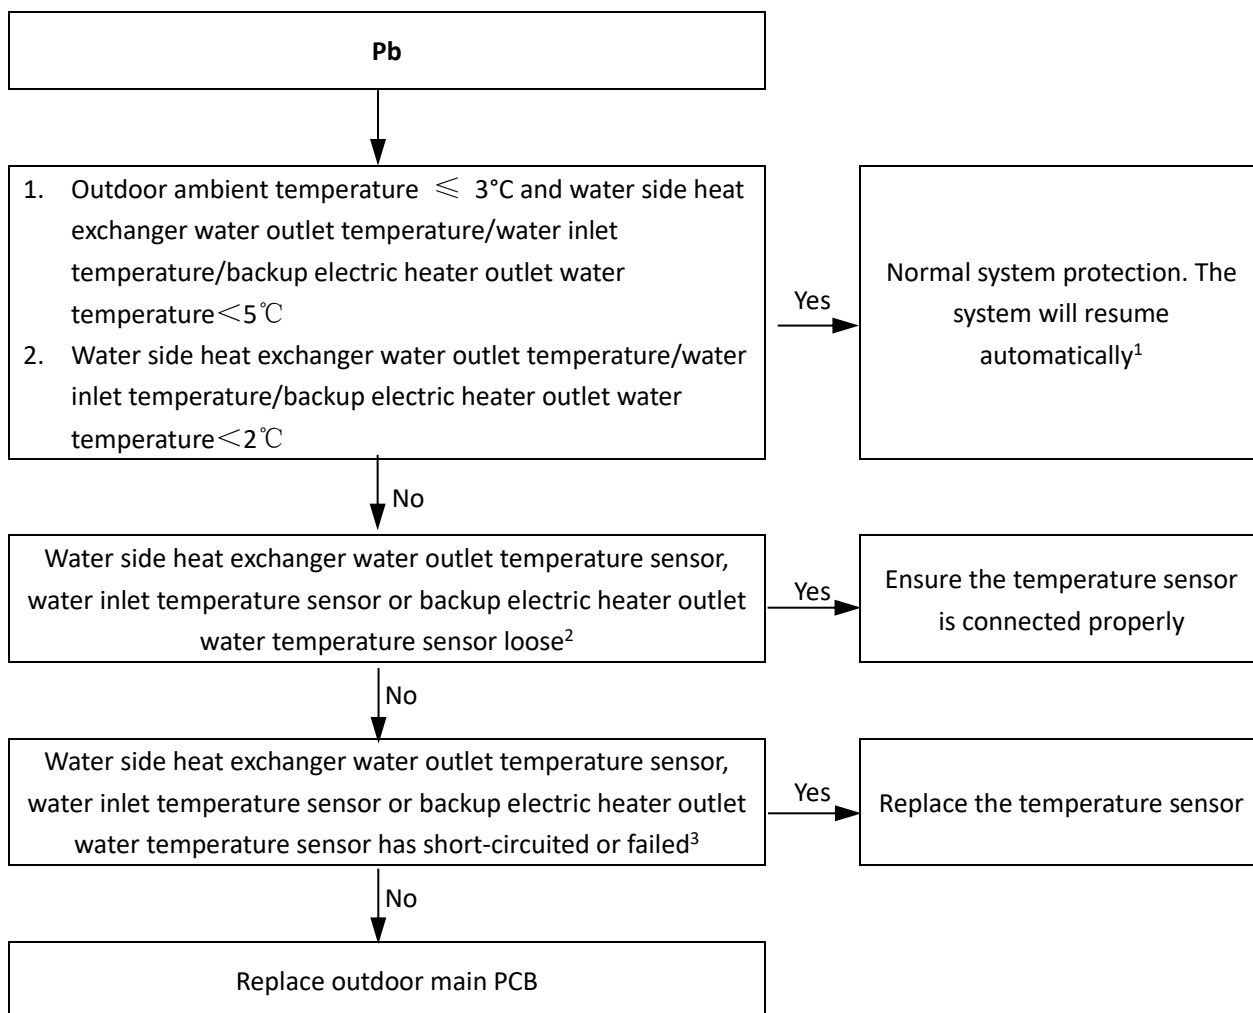 Pb
1. Outdoor ambient temperature ≤ 3°C and water side heat
exchanger water outlet temperature/water inlet
temperature/backup electric heater outlet water
temperature＜5℃
2. Water side heat exchanger water outlet temperature/water
inlet temperature/backup electric heater outlet water
temperature＜2℃
Yes
Normal system protection. The
system will resume
automatically¹
No
Water side heat exchanger water outlet temperature sensor,
water inlet temperature sensor or backup electric heater outlet
water temperature sensor loose²
Yes
Ensure the temperature sensor
is connected properly
No
Water side heat exchanger water outlet temperature sensor,
water inlet temperature sensor or backup electric heater outlet
water temperature sensor has short-circuited or failed³
Yes
Replace the temperature sensor
No
Replace outdoor main PCB